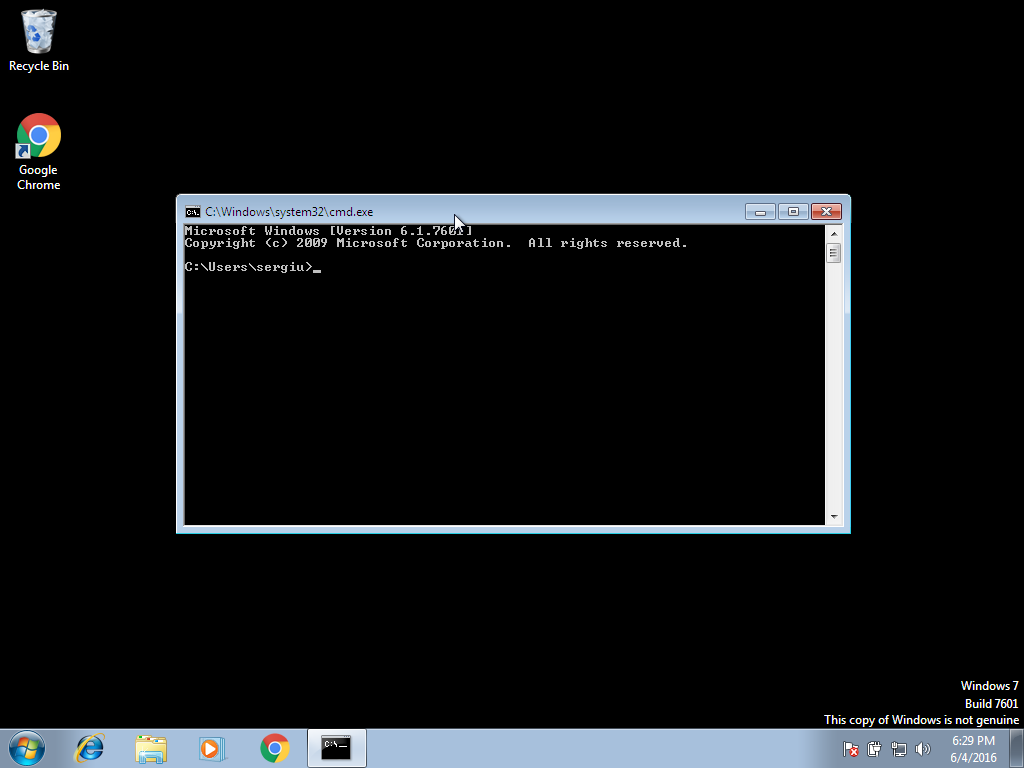 Recycle Bin
Google
Chrome
C:\Windows\system32\cmd.exe
Microsoft Windows [Version 6.1.7601]
Copyright (c) 2009 Microsoft Corporation.  All rights reserved.
C:\Users\sergiu>_
Windows 7
Build 7601
This copy of Windows is not genuine
6:29 PM
6/4/2016